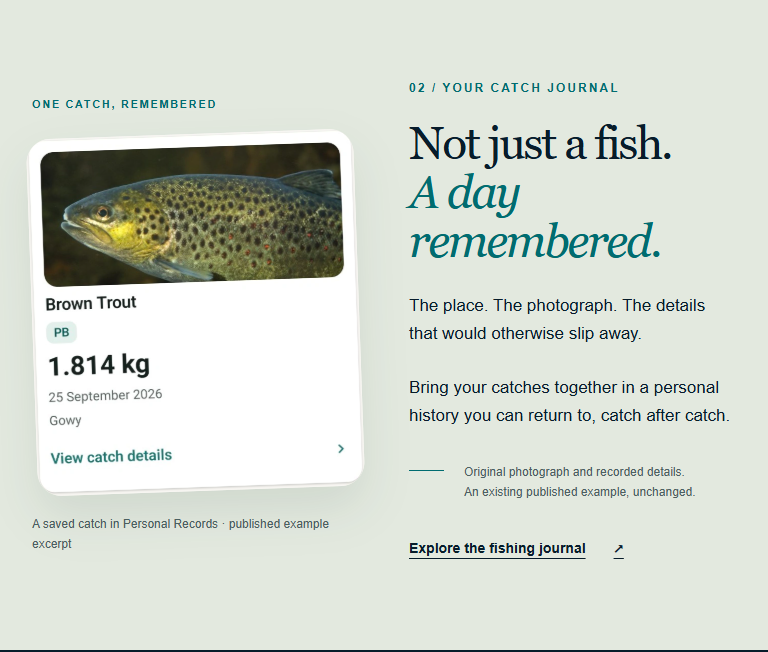 ONE CATCH, REMEMBERED
Brown Trout
PB
1.814 kg
25 September 2026
Gowy
View catch details
A saved catch in Personal Records · published example
excerpt
02 / YOUR CATCH JOURNAL
Not just a fish.
A day
remembered.
The place. The photograph. The details
that would otherwise slip away.
Bring your catches together in a personal
history you can return to, catch after catch.
Original photograph and recorded details.
An existing published example, unchanged.
Explore the fishing journal ↗